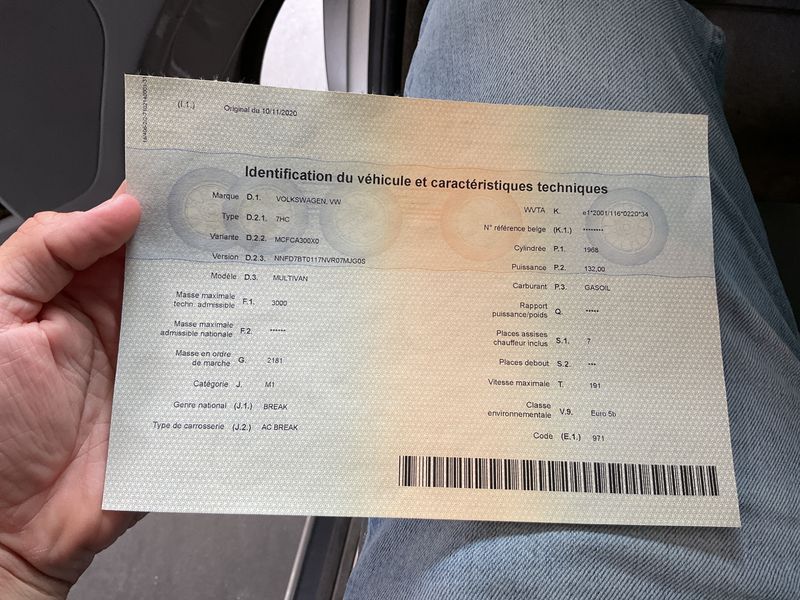 (I.1.) Original du 10/11/2020
Identification du véhicule et caractéristiques techniques
Marque D.1. VOLKSWAGEN, VW
Type D.2.1. 7HC
Variante D.2.2. MCFCA300X0
Version D.2.3. NNFD7BT0117NVR07MJG0S
Modèle D.3. MULTIVAN
Masse maximale
techn. admissible F.1. 3000
Masse maximale
admissible nationale F.2. ******
Masse en ordre
de marche G. 2181
Catégorie J. M1
Genre national (J.1.) BREAK
Type de carrosserie (J.2.) AC BREAK
WVTA K. e1*2001/116*0220*34
N° référence belge (K.1.) ********
Cylindrée P.1. 1968
Puissance P.2. 132,00
Carburant P.3. GASOIL
Rapport
puissance/poids Q. *****
Places assises
chauffeur inclus S.1. 7
Places debout S.2. ***
Vitesse maximale T. 191
Classe
environnementale V.9. Euro 5b
Code (E.1.) 971